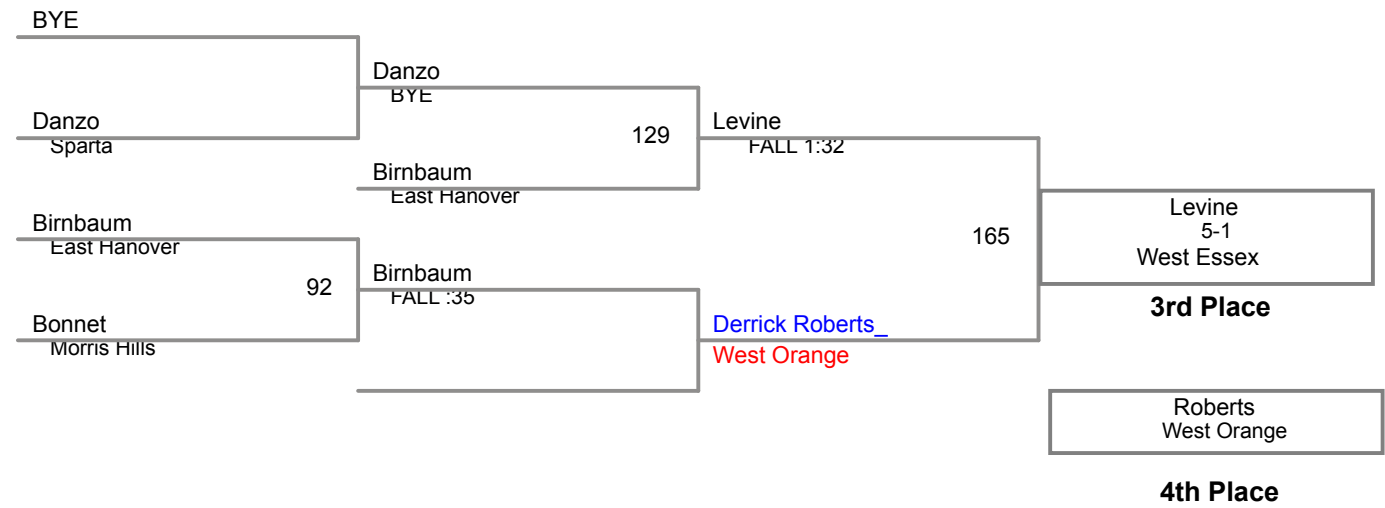 BYE
Danzo
BYE
Danzo
Sparta
129
Levine
FALL 1:32
Birnbaum
East Hanover
Birnbaum
East Hanover
165
Levine
5-1
West Essex
92
Birnbaum
FALL :35
3rd Place
Bonnet
Morris Hills
Derrick Roberts_
West Orange
Roberts
West Orange
4th Place